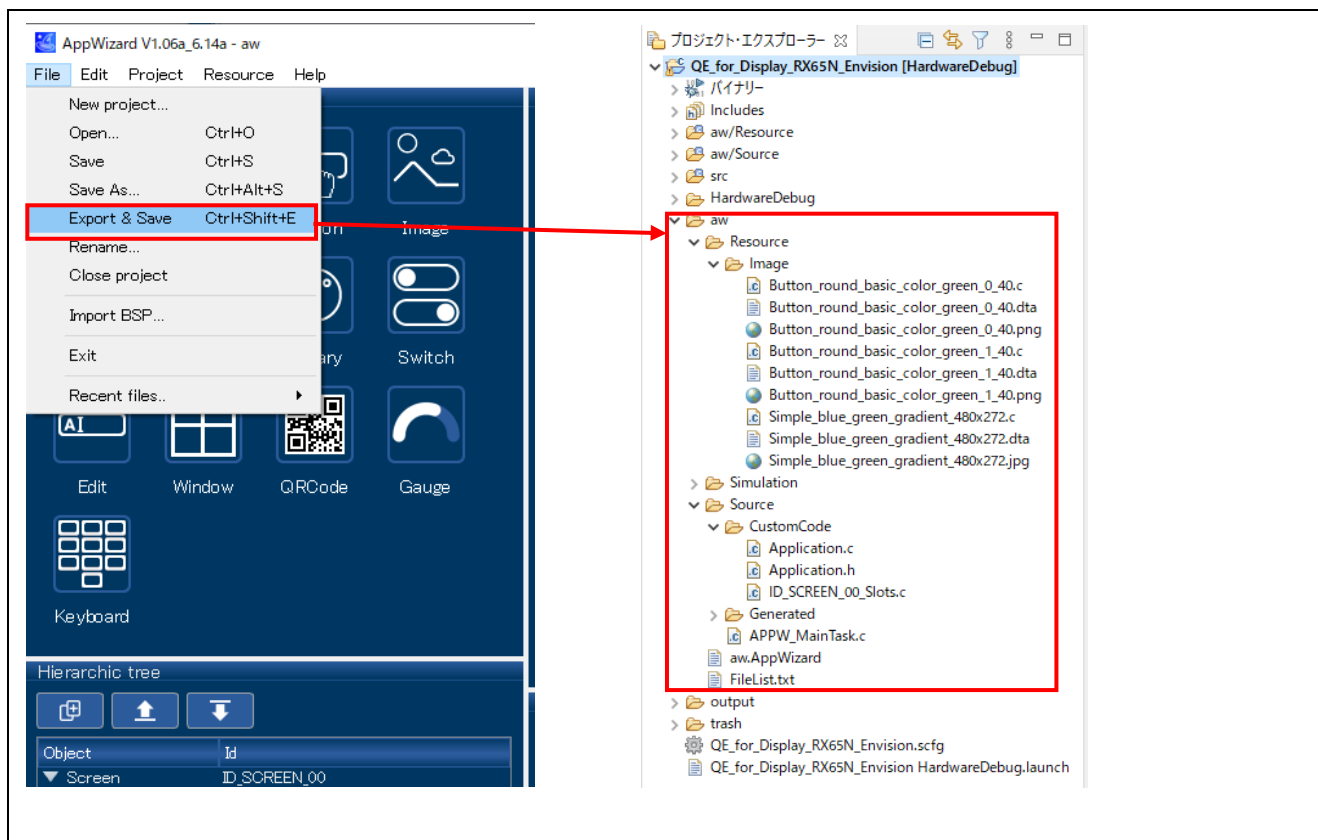 AppWizard V1.06a_6.14a - aw
File Edit Project Resource Help
New project...
Open... Ctrl+O
Save Ctrl+S
Save As... Ctrl+Alt+S
Export & Save Ctrl+Shift+E
Rename...
Close project
Import BSP...
Exit
Recent files..
Image
Switch
AI
Edit Window QRCode Gauge
Keyboard
Hierarchic tree
Object Id
Screen ID_SCREEN_00
プロジェクト・エクスプローラー
QE_for_Display_RX65N_Envision [HardwareDebug]
バイナリー
Includes
aw/Resource
aw/Source
src
HardwareDebug
aw
Resource
Image
Button_round_basic_color_green_0_40.c
Button_round_basic_color_green_0_40.dta
Button_round_basic_color_green_0_40.png
Button_round_basic_color_green_1_40.c
Button_round_basic_color_green_1_40.dta
Button_round_basic_color_green_1_40.png
Simple_blue_green_gradient_480x272.c
Simple_blue_green_gradient_480x272.dta
Simple_blue_green_gradient_480x272.jpg
Simulation
Source
CustomCode
Application.c
Application.h
ID_SCREEN_00_Slots.c
Generated
APPW_MainTask.c
aw.AppWizard
FileList.txt
output
trash
QE_for_Display_RX65N_Envision.scfg
QE_for_Display_RX65N_Envision HardwareDebug.launch